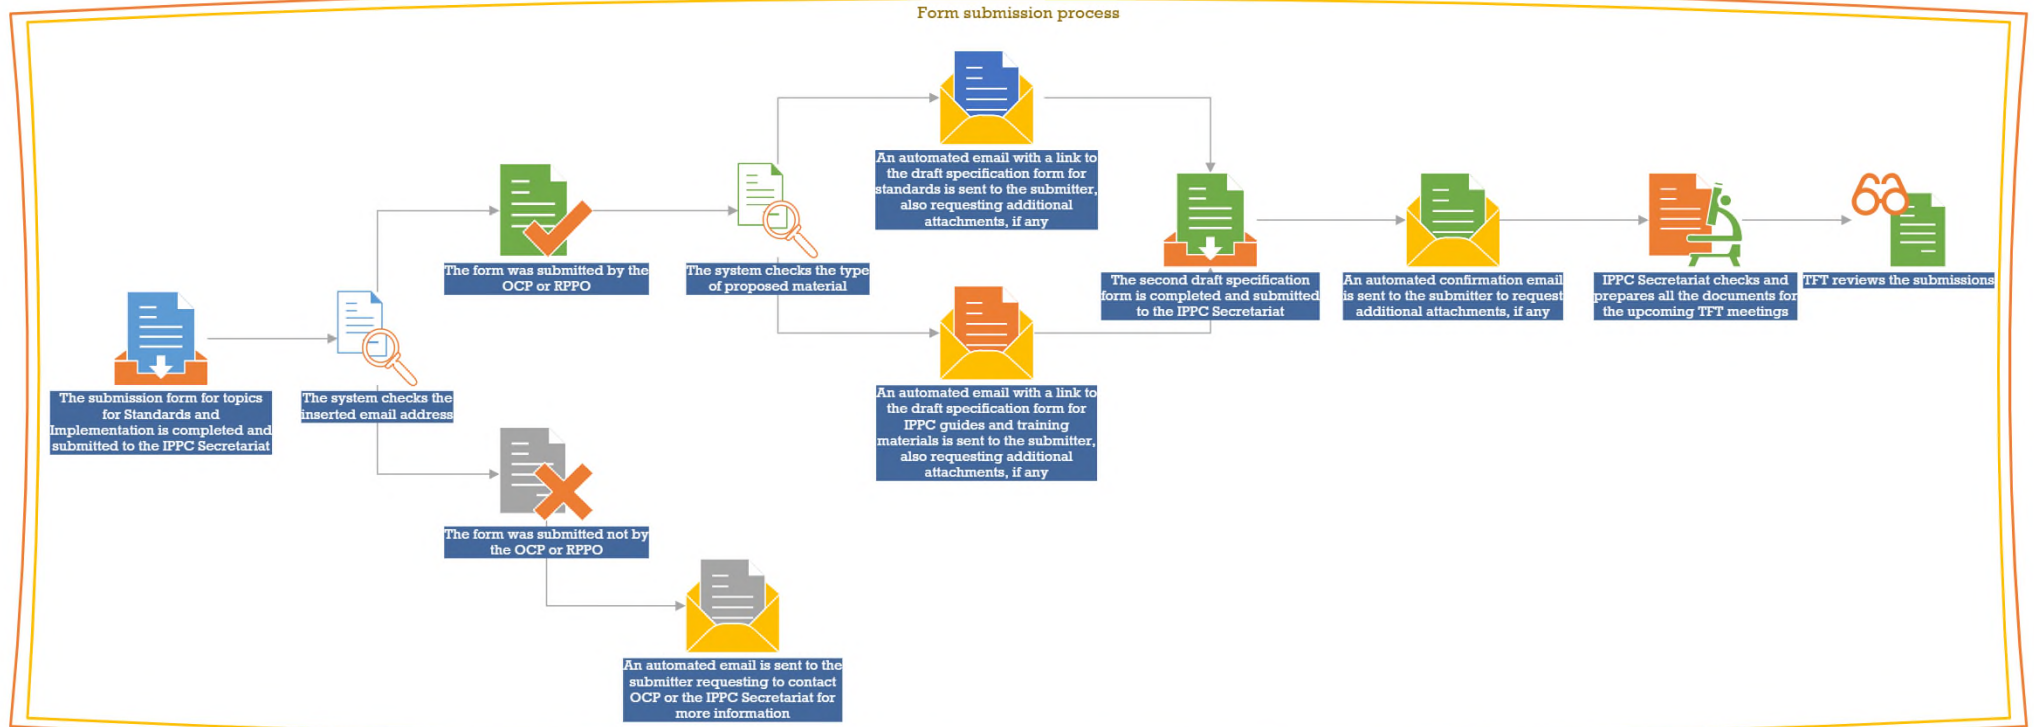 Form submission process
The submission form for topics
for Standards and
Implementation is completed and
submitted to the IPPC Secretariat
The system checks the
inserted email address
The form was submitted by the
OCP or RPPO
The form was submitted not by
the OCP or RPPO
An automated email is sent to the
submitter requesting to contact
OCP or the IPPC Secretariat for
more information
The system checks the type
of proposed material
An automated email with a link to
the draft specification form for
standards is sent to the submitter,
also requesting additional
attachments, if any
An automated email with a link to
the draft specification form for
IPPC guides and training
materials is sent to the submitter,
also requesting additional
attachments, if any
The second draft specification
form is completed and submitted
to the IPPC Secretariat
An automated confirmation email
is sent to the submitter to request
additional attachments, if any
IPPC Secretariat checks and
prepares all the documents for
the upcoming TFT meetings
TFT reviews the submissions